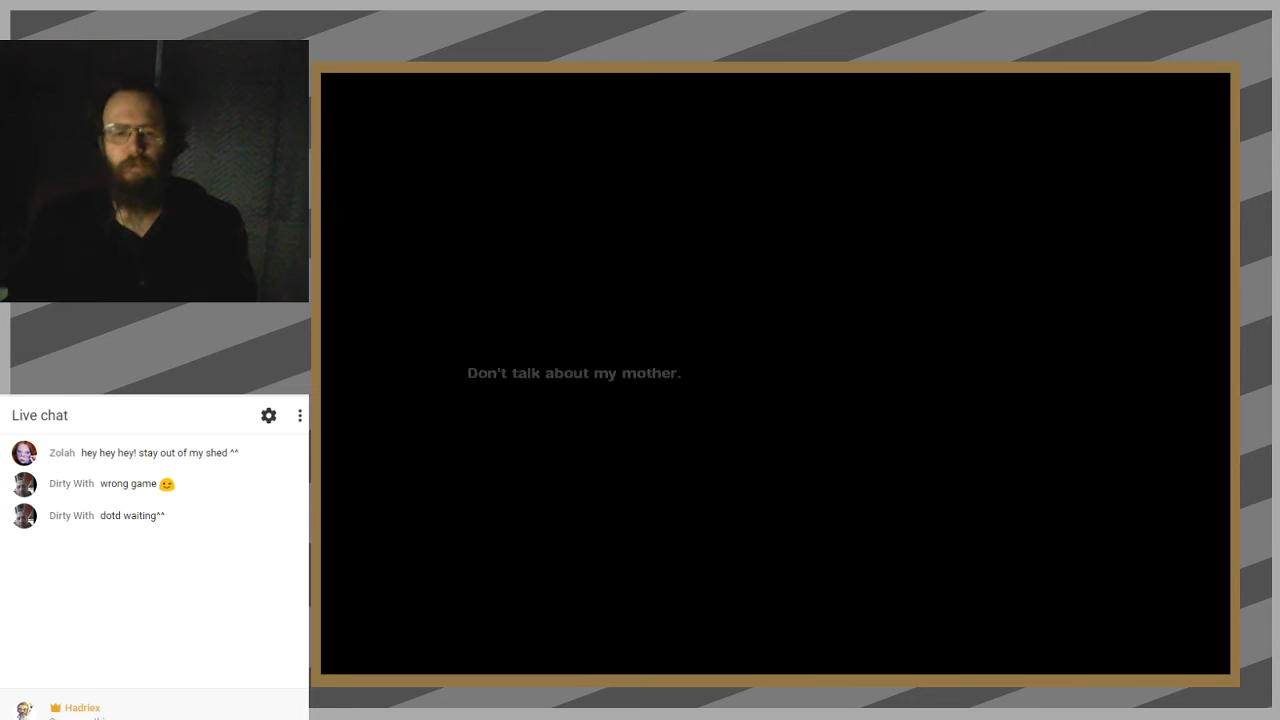 Don't talk about my mother.
Live chat
Zolah hey hey hey! stay out of my shed ^^
Dirty With wrong game
Dirty With dotd waiting^^
Hadriex